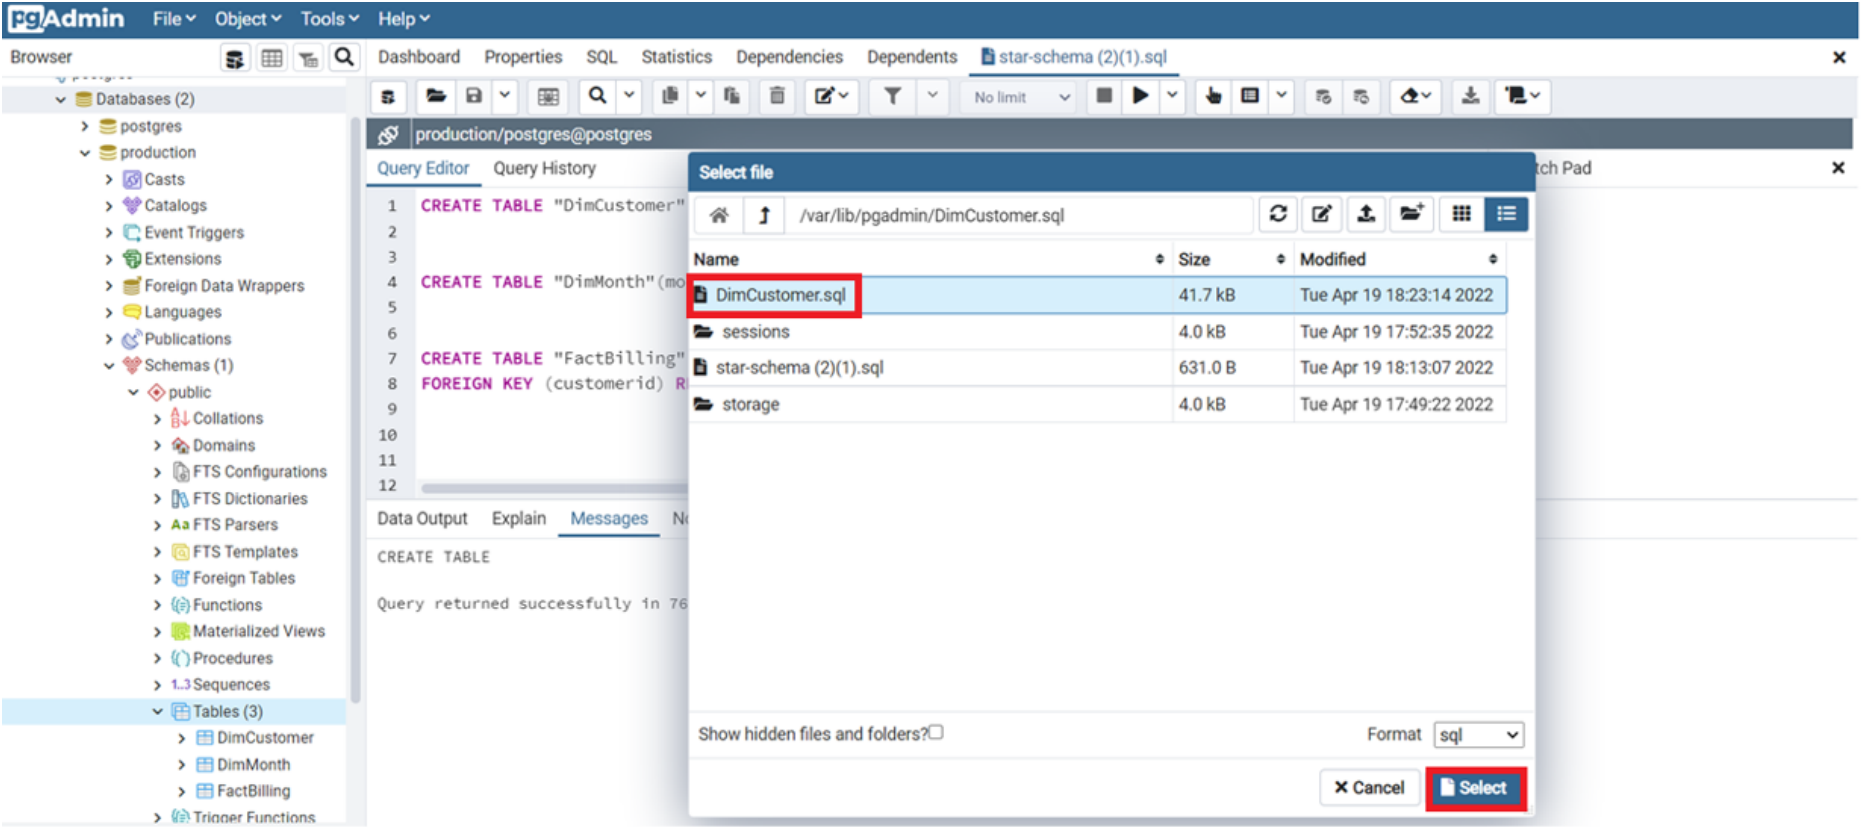 pgAdmin File Object Tools Help
Browser
Dashboard Properties SQL Statistics Dependencies Dependents star-schema (2)(1).sql
Databases (2)
postgres
production
Casts
Catalogs
Event Triggers
Extensions
Foreign Data Wrappers
Languages
Publications
Schemas (1)
public
Collations
Domains
FTS Configurations
FTS Dictionaries
Aa FTS Parsers
FTS Templates
Foreign Tables
Functions
Materialized Views
Procedures
1..3 Sequences
Tables (3)
DimCustomer
DimMonth
FactBilling
Trigger Functions
No limit
production/postgres@postgres
Query Editor Query History
tch Pad
1 CREATE TABLE "DimCustomer"
2
3
4 CREATE TABLE "DimMonth"(mo
5
6
7 CREATE TABLE "FactBilling"
8 FOREIGN KEY (customerid) R
9
10
11
12
Data Output Explain Messages
CREATE TABLE
Query returned successfully in 76
Select file
/var/lib/pgadmin/DimCustomer.sql
Name Size Modified
DimCustomer.sql 41.7 kB Tue Apr 19 18:23:14 2022
sessions 4.0 kB Tue Apr 19 17:52:35 2022
star-schema (2)(1).sql 631.0 B Tue Apr 19 18:13:07 2022
storage 4.0 kB Tue Apr 19 17:49:22 2022
Show hidden files and folders? Format sql
Cancel Select